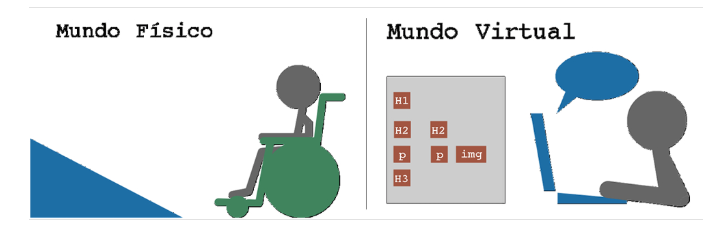 Mundo Físico
Mundo Virtual
H1
H2 H2
p p img
H3